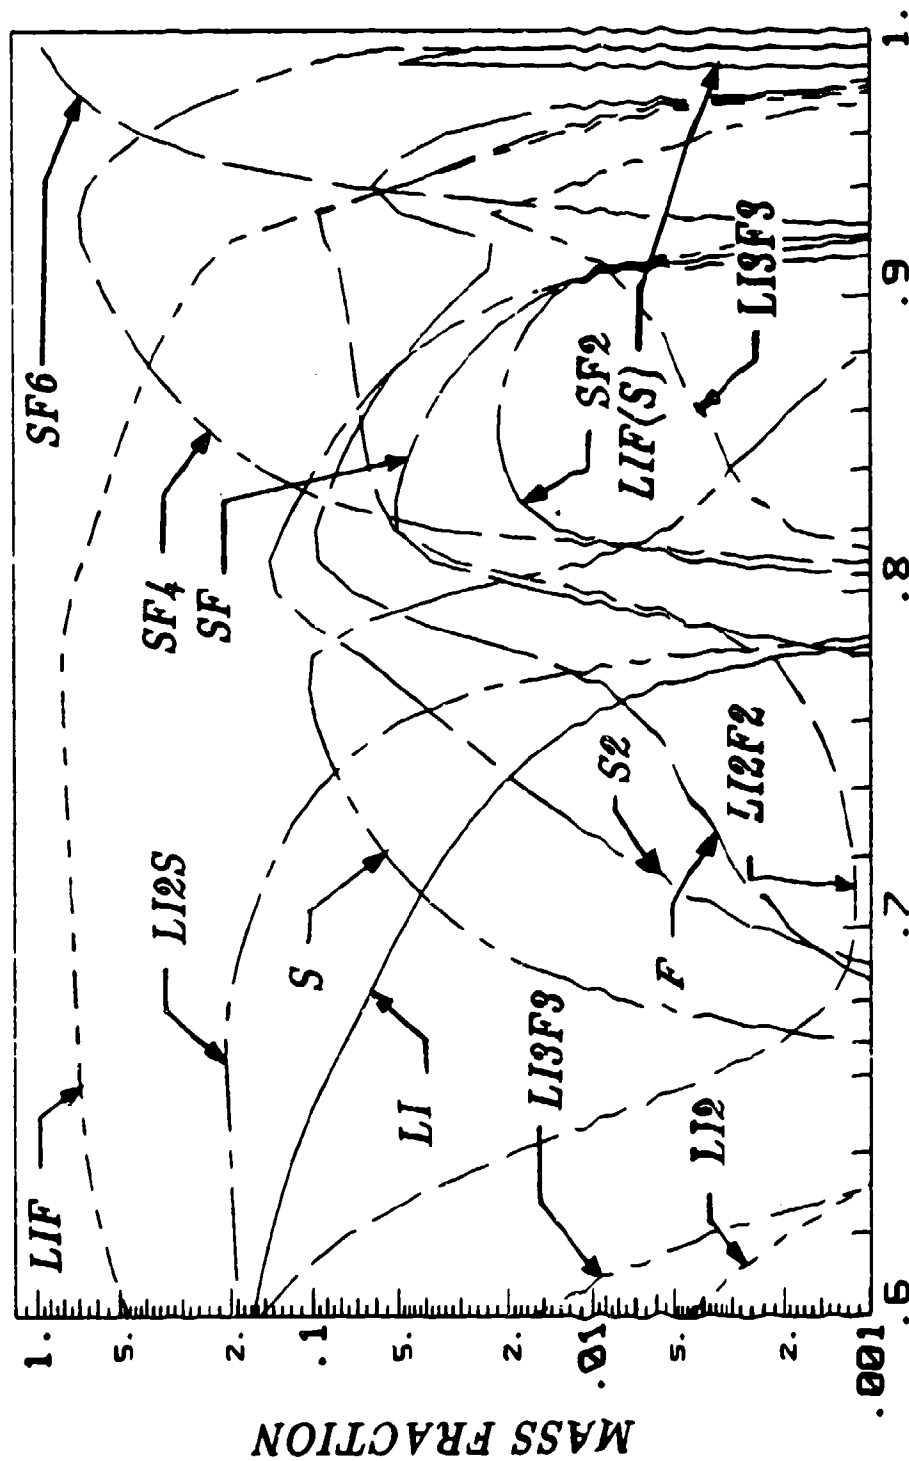 MASS FRACTION
1.
5.
2.
.1
5.
2.
.01
5.
2.
.001
.6
.7
.8
.9
1.
LIF
LI2S
S
LI
LI3F3
LI2
F
S2
LI2F2
SF4
SF
SF6
SF2
LIF(S)
LI3F3